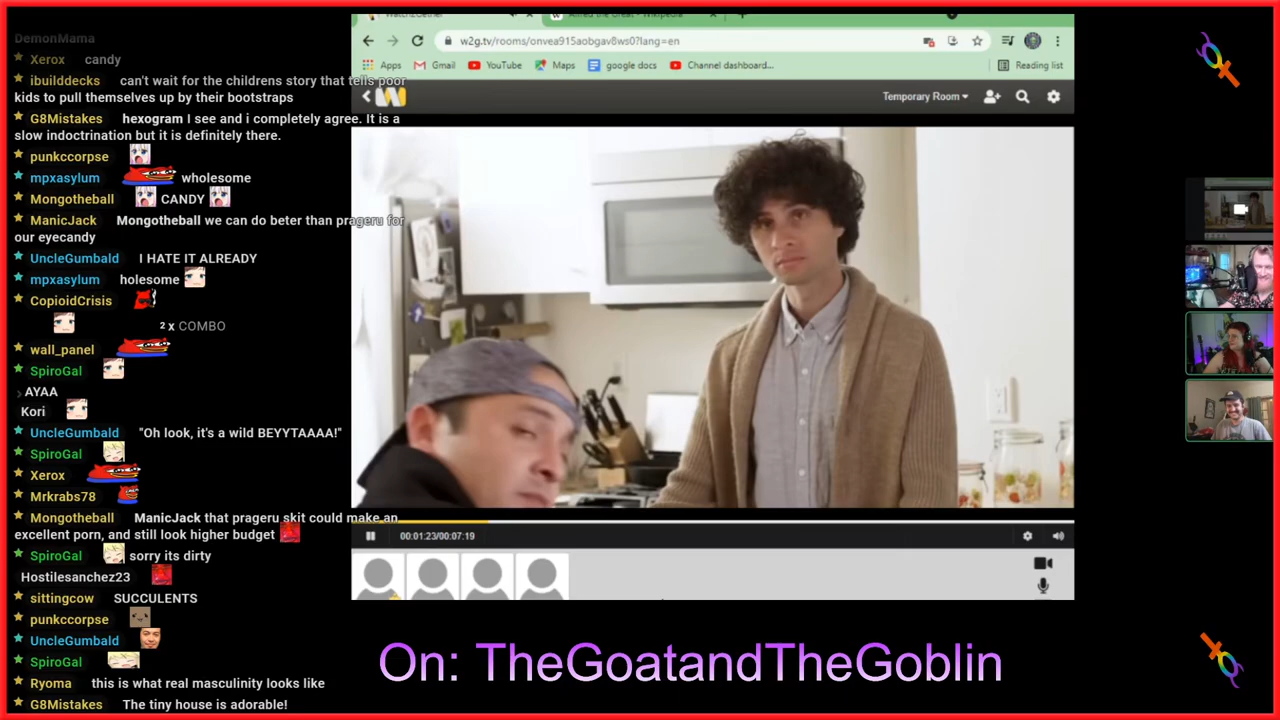 DemonMama
Xerox candy
ibuilddecks can't wait for the childrens story that tells poor
kids to pull themselves up by their bootstraps
G8Mistakes hexogram I see and i completely agree. It is a
slow indoctrination but it is definitely there.
punkccorpse
mpxasylum wholesome
Mongotheball CANDY
ManicJack Mongotheball we can do beter than prageru for
our eyecandy
UncleGumbald I HATE IT ALREADY
mpxasylum holesome
CopioidCrisis
2 x COMBO
wall_panel
SpiroGal
AYAA
Kori
UncleGumbald "Oh look, it's a wild BEYYTAAAA!"
SpiroGal
Xerox
Mrkrabs78
Mongotheball ManicJack that prageru skit could make an
excellent porn, and still look higher budget
SpiroGal sorry its dirty
Hostilesanchez23
sittingcow SUCCULENTS
punkccorpse
UncleGumbald
SpiroGal
Ryoma this is what real masculinity looks like
G8Mistakes The tiny house is adorable!
Alfred the Great - Wikipedia
w2g.tv/rooms/onvea915aobgav8ws0?lang=en
Apps Gmail YouTube Maps google docs Channel dashboard... Reading list
Temporary Room
00:01:23/00:07:19
On: TheGoatandTheGoblin